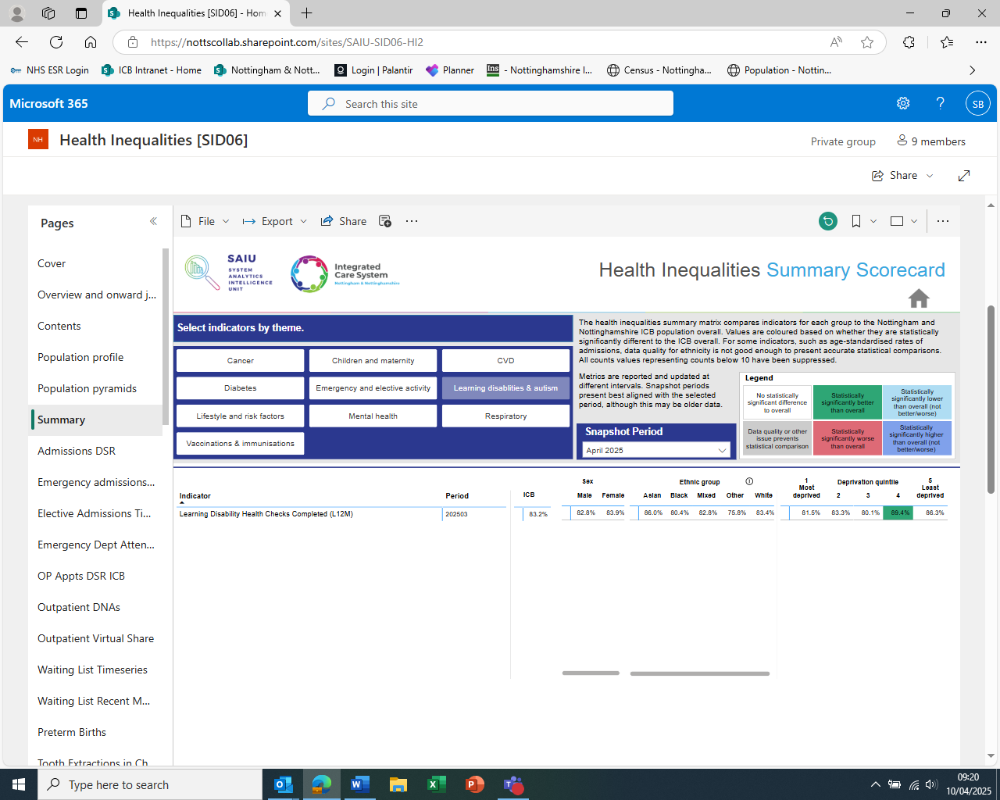 Health Inequalities [SID06] - Hom
https://nottscollab.sharepoint.com/sites/SAIU-SID06-HI2
NHS ESR Login
ICB Intranet - Home
Nottingham & Nott...
Login | Palantir
Planner
Ins - Nottinghamshire I...
Census - Nottingha...
Population - Nottin...
Microsoft 365
Search this site
SB
NH
Health Inequalities [SID06]
Private group
9 members
Share
Pages
File
Export
Share
Cover
Overview and onward j...
Contents
Population profile
Population pyramids
Summary
Admissions DSR
Emergency admissions...
Elective Admissions Ti...
Emergency Dept Atten...
OP Appts DSR ICB
Outpatient DNAs
Outpatient Virtual Share
Waiting List Timeseries
Waiting List Recent M...
Preterm Births
Tooth Extractions in Ch
SAIU
SYSTEM
ANALYTICS
INTELLIGENCE
UNIT
Integrated
Care System
Nottingham & Nottinghamshire
Health Inequalities Summary Scorecard
Select indicators by theme.
Cancer
Children and maternity
CVD
Diabetes
Emergency and elective activity
Learning disablities & autism
Lifestyle and risk factors
Mental health
Respiratory
Vaccinations & immunisations
The health inequalities summary matrix compares indicators for each group to the Nottingham and
Nottinghamshire ICB population overall. Values are coloured based on whether they are statistically
significantly different to the ICB overall. For some indicators, such as age-standardised rates of
admissions, data quality for ethnicity is not good enough to present accurate statistical comparisons.
All counts values representing counts below 10 have been suppressed.
Metrics are reported and updated at
different intervals. Snapshot periods
present best aligned with the selected
period, although this may be older data.
Snapshot Period
April 2025
Legend
No statistically
significant difference
to overall
Statistically
significantly better
than overall
Statistically
significantly lower
than overall (not
better/worse)
Data quality or other
issue prevents
statistical comparison
Statistically
significantly worse
than overall
Statistically
significantly higher
than overall (not
better/worse)
Sex
Ethnic group
1
Most
deprived
Deprivation quintile
5
Least
deprived
Indicator
Period
ICB
Male Female
Asian Black Mixed Other White
2 3 4
Learning Disability Health Checks Completed (L12M)
202503
83.2%
82.8% 83.9%
86.0% 80.4% 82.8% 75.8% 83.4%
81.5% 83.3% 80.1% 89.4% 86.3%
Type here to search
09:20
10/04/2025